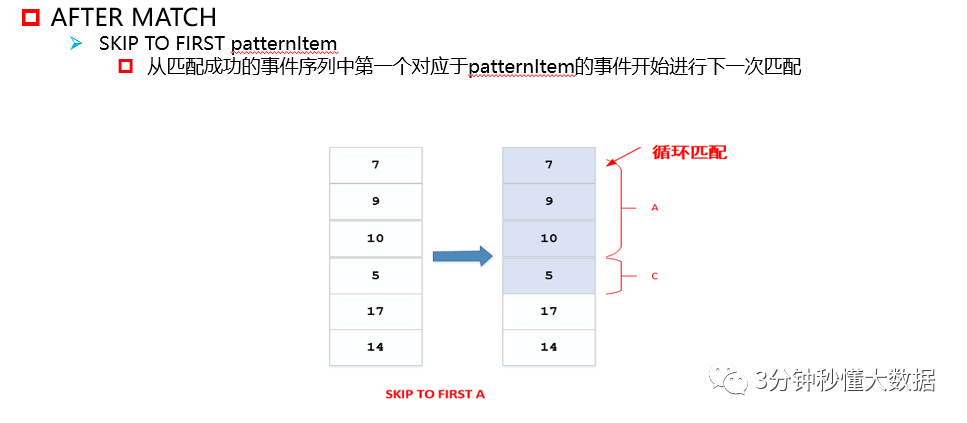 AFTER MATCH
SKIP TO FIRST patternItem
从匹配成功的事件序列中第一个对应于patternItem的事件开始进行下一次匹配
循环匹配
7 7
9 9 A
10 10
5 5 C
17 17
14 14
SKIP TO FIRST A
3分钟秒懂大数据